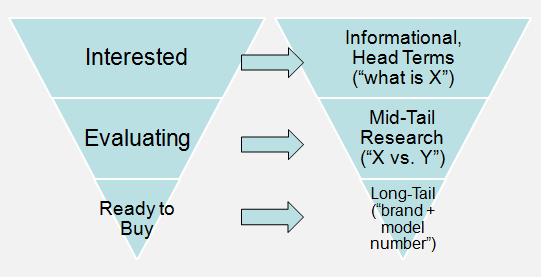 Interested
Informational,
Head Terms
(“what is X”)
Evaluating
Mid-Tail
Research
(“X vs. Y”)
Ready to
Buy
Long-Tail
(“brand +
model
number”)